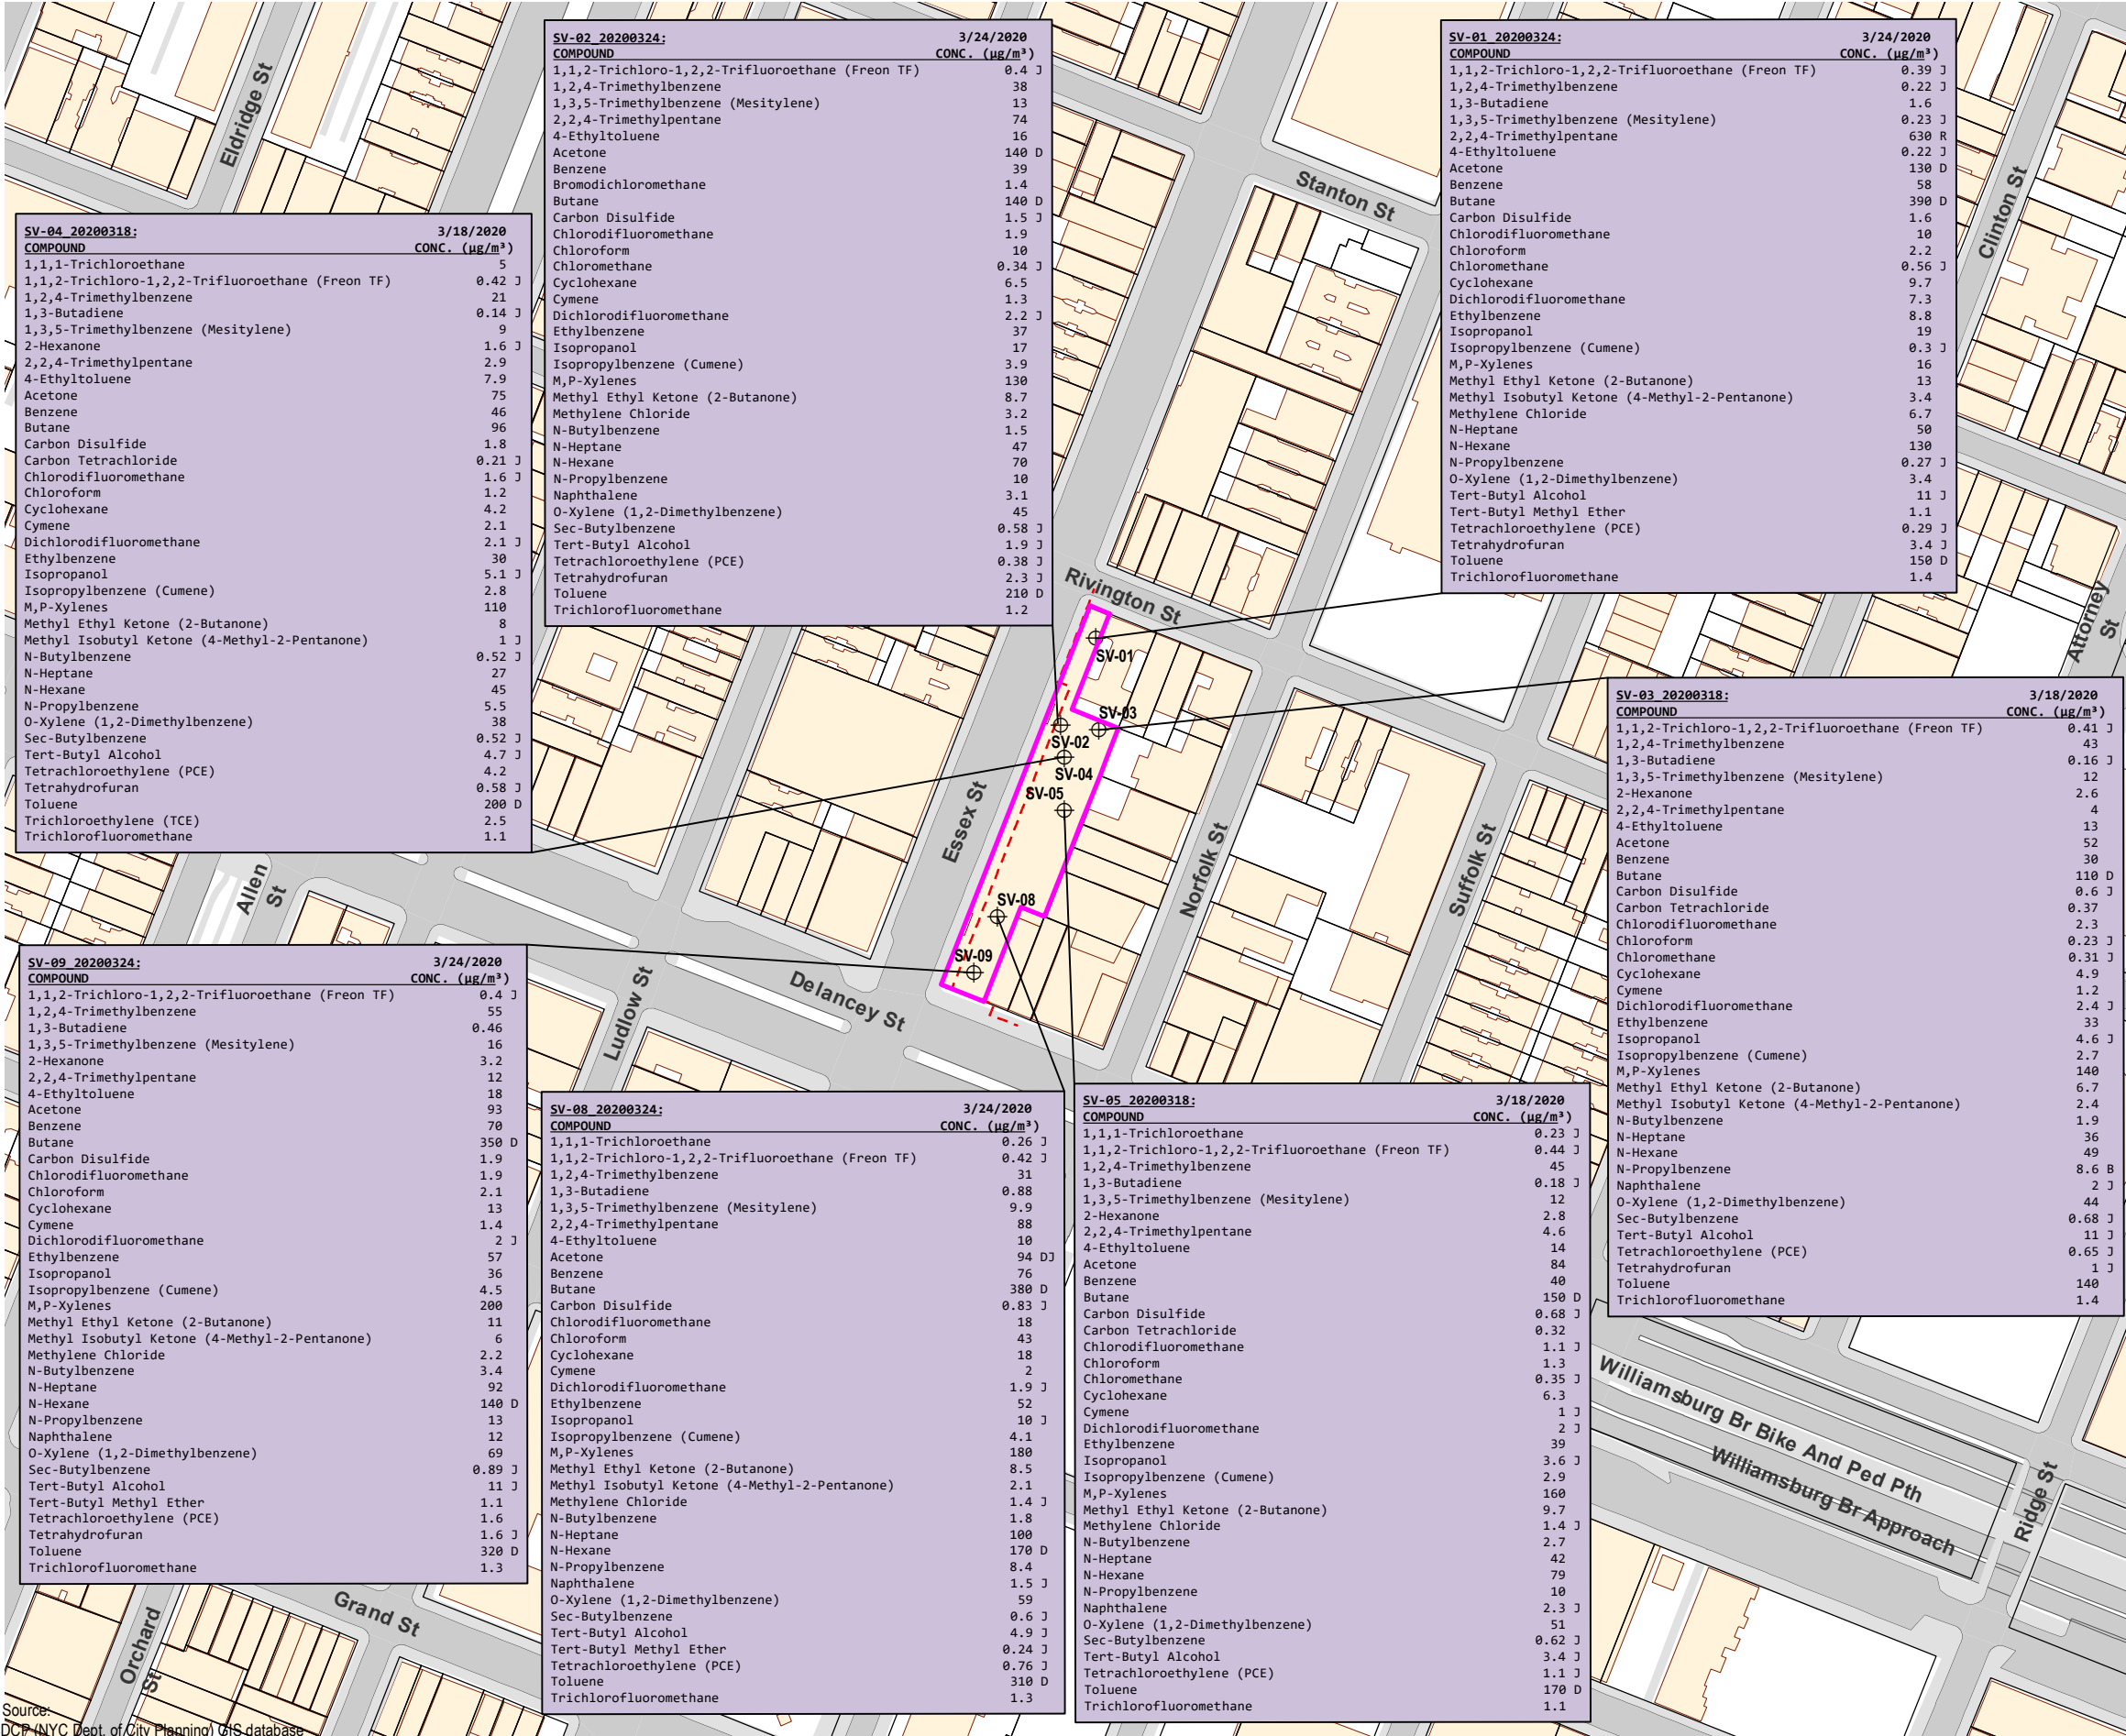 SV-02_20200324: 3/24/2020
COMPOUND CONC. (µg/m³)
1,1,2-Trichloro-1,2,2-Trifluoroethane (Freon TF) 0.4 J
1,2,4-Trimethylbenzene 38
1,3,5-Trimethylbenzene (Mesitylene) 13
2,2,4-Trimethylpentane 74
4-Ethyltoluene 16
Acetone 140 D
Benzene 39
Bromodichloromethane 1.4
Butane 140 D
Carbon Disulfide 1.5 J
Chlorodifluoromethane 1.9
Chloroform 10
Chloromethane 0.34 J
Cyclohexane 6.5
Cymene 1.3
Dichlorodifluoromethane 2.2 J
Ethylbenzene 37
Isopropanol 17
Isopropylbenzene (Cumene) 3.9
M,P-Xylenes 130
Methyl Ethyl Ketone (2-Butanone) 8.7
Methylene Chloride 3.2
N-Butylbenzene 1.5
N-Heptane 47
N-Hexane 70
N-Propylbenzene 10
Naphthalene 3.1
O-Xylene (1,2-Dimethylbenzene) 45
Sec-Butylbenzene 0.58 J
Tert-Butyl Alcohol 1.9 J
Tetrachloroethylene (PCE) 0.38 J
Tetrahydrofuran 2.3 J
Toluene 210 D
Trichlorofluoromethane 1.2
SV-01_20200324: 3/24/2020
COMPOUND CONC. (µg/m³)
1,1,2-Trichloro-1,2,2-Trifluoroethane (Freon TF) 0.39 J
1,2,4-Trimethylbenzene 0.22 J
1,3-Butadiene 1.6
1,3,5-Trimethylbenzene (Mesitylene) 0.23 J
2,2,4-Trimethylpentane 630 R
4-Ethyltoluene 0.22 J
Acetone 130 D
Benzene 58
Butane 390 D
Carbon Disulfide 1.6
Chlorodifluoromethane 10
Chloroform 2.2
Chloromethane 0.56 J
Cyclohexane 9.7
Dichlorodifluoromethane 7.3
Ethylbenzene 8.8
Isopropanol 19
Isopropylbenzene (Cumene) 0.3 J
M,P-Xylenes 16
Methyl Ethyl Ketone (2-Butanone) 13
Methyl Isobutyl Ketone (4-Methyl-2-Pentanone) 3.4
Methylene Chloride 6.7
N-Heptane 50
N-Hexane 130
N-Propylbenzene 0.27 J
O-Xylene (1,2-Dimethylbenzene) 3.4
Tert-Butyl Alcohol 11 J
Tert-Butyl Methyl Ether 1.1
Tetrachloroethylene (PCE) 0.29 J
Tetrahydrofuran 3.4 J
Toluene 150 D
Trichlorofluoromethane 1.4
SV-04_20200318: 3/18/2020
COMPOUND CONC. (µg/m³)
1,1,1-Trichloroethane 5
1,1,2-Trichloro-1,2,2-Trifluoroethane (Freon TF) 0.42 J
1,2,4-Trimethylbenzene 21
1,3-Butadiene 0.14 J
1,3,5-Trimethylbenzene (Mesitylene) 9
2-Hexanone 1.6 J
2,2,4-Trimethylpentane 2.9
4-Ethyltoluene 7.9
Acetone 75
Benzene 46
Butane 96
Carbon Disulfide 1.8
Carbon Tetrachloride 0.21 J
Chlorodifluoromethane 1.6 J
Chloroform 1.2
Cyclohexane 4.2
Cymene 2.1
Dichlorodifluoromethane 2.1 J
Ethylbenzene 30
Isopropanol 5.1 J
Isopropylbenzene (Cumene) 2.8
M,P-Xylenes 110
Methyl Ethyl Ketone (2-Butanone) 8
Methyl Isobutyl Ketone (4-Methyl-2-Pentanone) 1 J
N-Butylbenzene 0.52 J
N-Heptane 27
N-Hexane 45
N-Propylbenzene 5.5
O-Xylene (1,2-Dimethylbenzene) 38
Sec-Butylbenzene 0.52 J
Tert-Butyl Alcohol 4.7 J
Tetrachloroethylene (PCE) 4.2
Tetrahydrofuran 0.58 J
Toluene 200 D
Trichloroethylene (TCE) 2.5
Trichlorofluoromethane 1.1
SV-03_20200318: 3/18/2020
COMPOUND CONC. (µg/m³)
1,1,2-Trichloro-1,2,2-Trifluoroethane (Freon TF) 0.41 J
1,2,4-Trimethylbenzene 43
1,3-Butadiene 0.16 J
1,3,5-Trimethylbenzene (Mesitylene) 12
2-Hexanone 2.6
2,2,4-Trimethylpentane 4
4-Ethyltoluene 13
Acetone 52
Benzene 30
Butane 110 D
Carbon Disulfide 0.6 J
Carbon Tetrachloride 0.37
Chlorodifluoromethane 2.3
Chloroform 0.23 J
Chloromethane 0.31 J
Cyclohexane 4.9
Cymene 1.2
Dichlorodifluoromethane 2.4 J
Ethylbenzene 33
Isopropanol 4.6 J
Isopropylbenzene (Cumene) 2.7
M,P-Xylenes 140
Methyl Ethyl Ketone (2-Butanone) 6.7
Methyl Isobutyl Ketone (4-Methyl-2-Pentanone) 2.4
N-Butylbenzene 1.9
N-Heptane 36
N-Hexane 49
N-Propylbenzene 8.6 B
Naphthalene 2 J
O-Xylene (1,2-Dimethylbenzene) 44
Sec-Butylbenzene 0.68 J
Tert-Butyl Alcohol 11 J
Tetrachloroethylene (PCE) 0.65 J
Tetrahydrofuran 1 J
Toluene 140
Trichlorofluoromethane 1.4
SV-09_20200324: 3/24/2020
COMPOUND CONC. (µg/m³)
1,1,2-Trichloro-1,2,2-Trifluoroethane (Freon TF) 0.4 J
1,2,4-Trimethylbenzene 55
1,3-Butadiene 0.46
1,3,5-Trimethylbenzene (Mesitylene) 16
2-Hexanone 3.2
2,2,4-Trimethylpentane 12
4-Ethyltoluene 18
Acetone 93
Benzene 70
Butane 350 D
Carbon Disulfide 1.9
Chlorodifluoromethane 1.9
Chloroform 2.1
Cyclohexane 13
Cymene 1.4
Dichlorodifluoromethane 2 J
Ethylbenzene 57
Isopropanol 36
Isopropylbenzene (Cumene) 4.5
M,P-Xylenes 200
Methyl Ethyl Ketone (2-Butanone) 11
Methyl Isobutyl Ketone (4-Methyl-2-Pentanone) 6
Methylene Chloride 2.2
N-Butylbenzene 3.4
N-Heptane 92
N-Hexane 140 D
N-Propylbenzene 13
Naphthalene 12
O-Xylene (1,2-Dimethylbenzene) 69
Sec-Butylbenzene 0.89 J
Tert-Butyl Alcohol 11 J
Tert-Butyl Methyl Ether 1.1
Tetrachloroethylene (PCE) 1.6
Tetrahydrofuran 1.6 J
Toluene 320 D
Trichlorofluoromethane 1.3
SV-08_20200324: 3/24/2020
COMPOUND CONC. (µg/m³)
1,1,1-Trichloroethane 0.26 J
1,1,2-Trichloro-1,2,2-Trifluoroethane (Freon TF) 0.42 J
1,2,4-Trimethylbenzene 31
1,3-Butadiene 0.88
1,3,5-Trimethylbenzene (Mesitylene) 9.9
2,2,4-Trimethylpentane 88
4-Ethyltoluene 10
Acetone 94 DJ
Benzene 76
Butane 380 D
Carbon Disulfide 0.83 J
Chlorodifluoromethane 18
Chloroform 43
Cyclohexane 18
Cymene 2
Dichlorodifluoromethane 1.9 J
Ethylbenzene 52
Isopropanol 10 J
Isopropylbenzene (Cumene) 4.1
M,P-Xylenes 180
Methyl Ethyl Ketone (2-Butanone) 8.5
Methyl Isobutyl Ketone (4-Methyl-2-Pentanone) 2.1
Methylene Chloride 1.4 J
N-Butylbenzene 1.8
N-Heptane 100
N-Hexane 170 D
N-Propylbenzene 8.4
Naphthalene 1.5 J
O-Xylene (1,2-Dimethylbenzene) 59
Sec-Butylbenzene 0.6 J
Tert-Butyl Alcohol 4.9 J
Tert-Butyl Methyl Ether 0.24 J
Tetrachloroethylene (PCE) 0.76 J
Toluene 310 D
Trichlorofluoromethane 1.3
SV-05_20200318: 3/18/2020
COMPOUND CONC. (µg/m³)
1,1,1-Trichloroethane 0.23 J
1,1,2-Trichloro-1,2,2-Trifluoroethane (Freon TF) 0.44 J
1,2,4-Trimethylbenzene 45
1,3-Butadiene 0.18 J
1,3,5-Trimethylbenzene (Mesitylene) 12
2-Hexanone 2.8
2,2,4-Trimethylpentane 4.6
4-Ethyltoluene 14
Acetone 84
Benzene 40
Butane 150 D
Carbon Disulfide 0.68 J
Carbon Tetrachloride 0.32
Chlorodifluoromethane 1.1 J
Chloroform 1.3
Chloromethane 0.35 J
Cyclohexane 6.3
Cymene 1 J
Dichlorodifluoromethane 2 J
Ethylbenzene 39
Isopropanol 3.6 J
Isopropylbenzene (Cumene) 2.9
M,P-Xylenes 160
Methyl Ethyl Ketone (2-Butanone) 9.7
Methylene Chloride 1.4 J
N-Butylbenzene 2.7
N-Heptane 42
N-Hexane 79
N-Propylbenzene 10
Naphthalene 2.3 J
O-Xylene (1,2-Dimethylbenzene) 51
Sec-Butylbenzene 0.62 J
Tert-Butyl Alcohol 3.4 J
Tetrachloroethylene (PCE) 1.1 J
Toluene 170 D
Trichlorofluoromethane 1.1
Eldridge St
Stanton St
Clinton St
Rivington St
Attorney
St
SV-01
SV-03
SV-02
SV-04
SV-05
SV-08
SV-09
Essex St
Norfolk St
Suffolk St
Allen
St
Ludlow St
Delancey St
Williamsburg Br Bike And Ped Pth
Williamsburg Br Approach
Ridge St
Grand St
Orchard
St
Source:
DCP (NYC Dept. of City Planning) GIS database